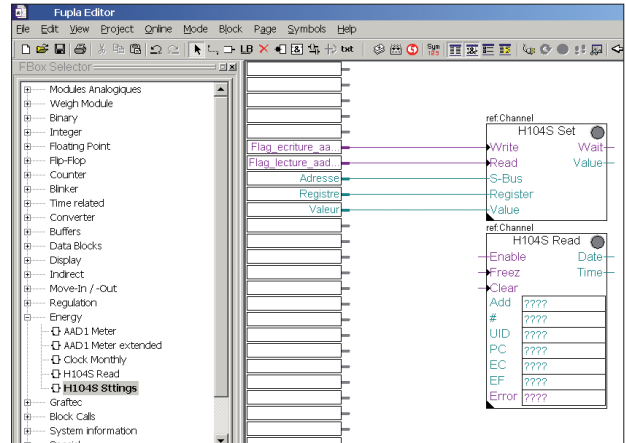 Fupla Editor
File Edit View Project Online Mode Block Page Symbols Help
LB txt Sym 123
FBox Selector
Modules Analogiques
Weigh Module
Binary
Integer
Floating Point
Flip-Flop
Counter
Blinker
Time related
Converter
Buffers
Data Blocks
Display
Indirect
Move-In / -Out
Regulation
Energy
AAD1 Meter
AAD1 Meter extended
Clock Monthly
H104S Read
H104S Sttings
Graftec
Block Calls
System information
Flag_ecriture_aa...
Flag_lecture_aad...
Adresse
Registre
Valeur
ref:Channel
H104S Set
Write Wait
Read Value
S-Bus
Register
Value
ref:Channel
H104S Read
Enable Date
Freez Time
Clear
Add ????
# ????
UID ????
PC ????
EC ????
EF ????
Error ????